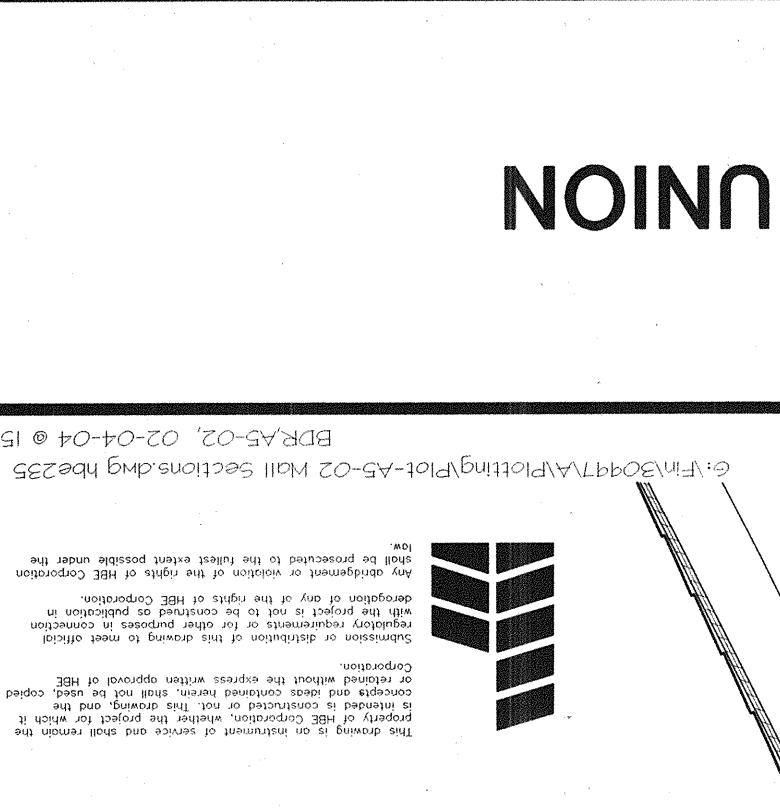 This drawing is an instrument of service and shall remain the
property of HBE Corporation, whether the project for which it
is intended is constructed or not. This drawing, and the
concepts and ideas contained herein, shall not be used, copied
or retained without the express written approval of HBE
Corporation.
Submission or distribution of this drawing to meet official
regulatory requirements or for other purposes in connection
with the project is not to be construed as publication in
derogation of any of the rights of HBE Corporation.
Any abridgement or violation of the rights of HBE Corporation
shall be prosecuted to the fullest extent possible under the
law.
G:\Fin\30447\A\Plotting\Plot-A5-02 Wall Sections.dwg hbe235
BDR,A5-02, 02-04-04 @ 15
UNION